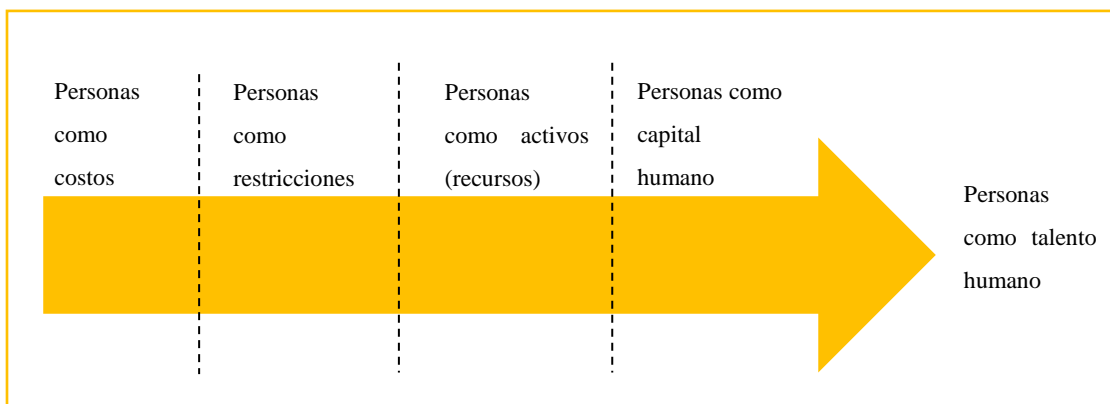 Personas
como
costos
Personas
como
restricciones
Personas
como activos
(recursos)
Personas como
capital
humano
Personas
como talento
humano